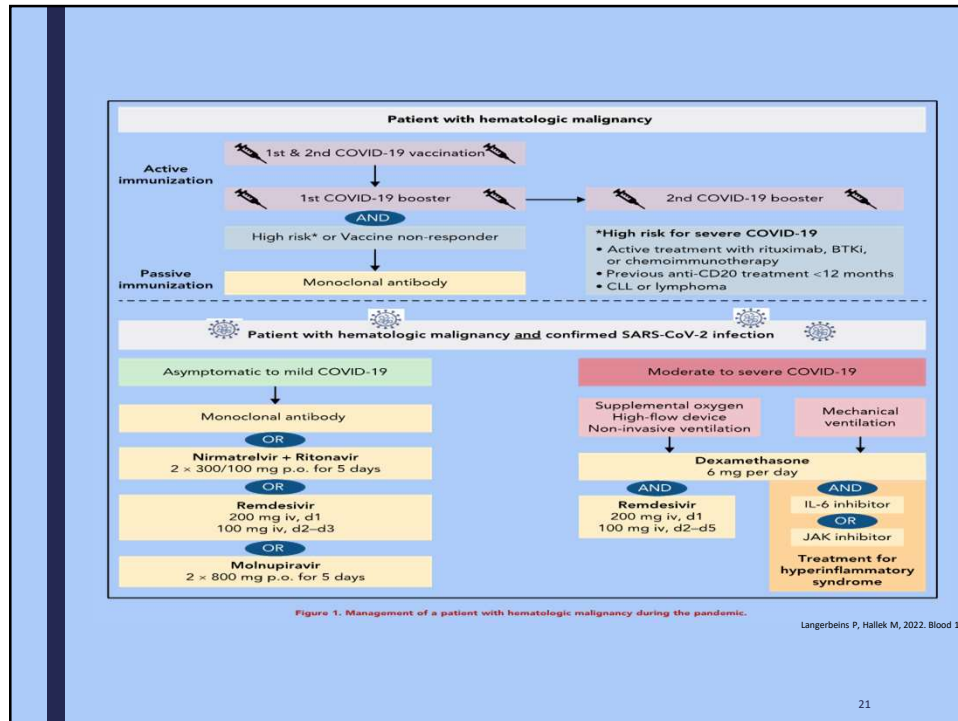 Patient with hematologic malignancy
Active
immunization
1st & 2nd COVID-19 vaccination
1st COVID-19 booster
2nd COVID-19 booster
AND
High risk* or Vaccine non-responder
*High risk for severe COVID-19
• Active treatment with rituximab, BTKi,
or chemoimmunotherapy
• Previous anti-CD20 treatment <12 months
• CLL or lymphoma
Passive
immunization
Monoclonal antibody
Patient with hematologic malignancy and confirmed SARS-CoV-2 infection
Asymptomatic to mild COVID-19
Monoclonal antibody
OR
Nirmatrelvir + Ritonavir
2 × 300/100 mg p.o. for 5 days
OR
Remdesivir
200 mg iv, d1
100 mg iv, d2–d3
OR
Molnupiravir
2 × 800 mg p.o. for 5 days
Moderate to severe COVID-19
Supplemental oxygen
High-flow device
Non-invasive ventilation
Mechanical
ventilation
Dexamethasone
6 mg per day
AND
Remdesivir
200 mg iv, d1
100 mg iv, d2–d5
AND
IL-6 inhibitor
OR
JAK inhibitor
Treatment for
hyperinflammatory
syndrome
Figure 1. Management of a patient with hematologic malignancy during the pandemic.
Langerbeins P, Hallek M, 2022. Blood 1
21